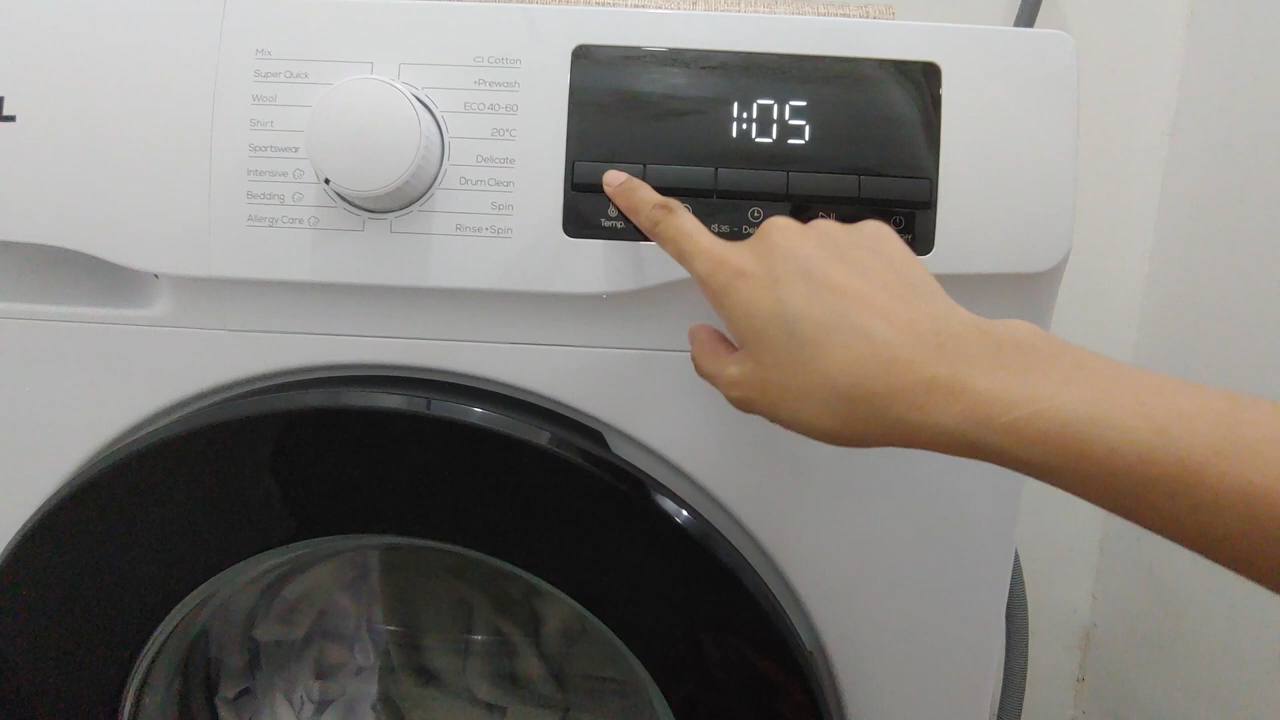 Mix
Super Quick
Wool
Shirt
Sportswear
Intensive
Bedding
Allergy Care
Cotton
+Prewash
ECO 40-60
20°C
Delicate
Drum Clean
Spin
Rinse+Spin
1:05
Temp.